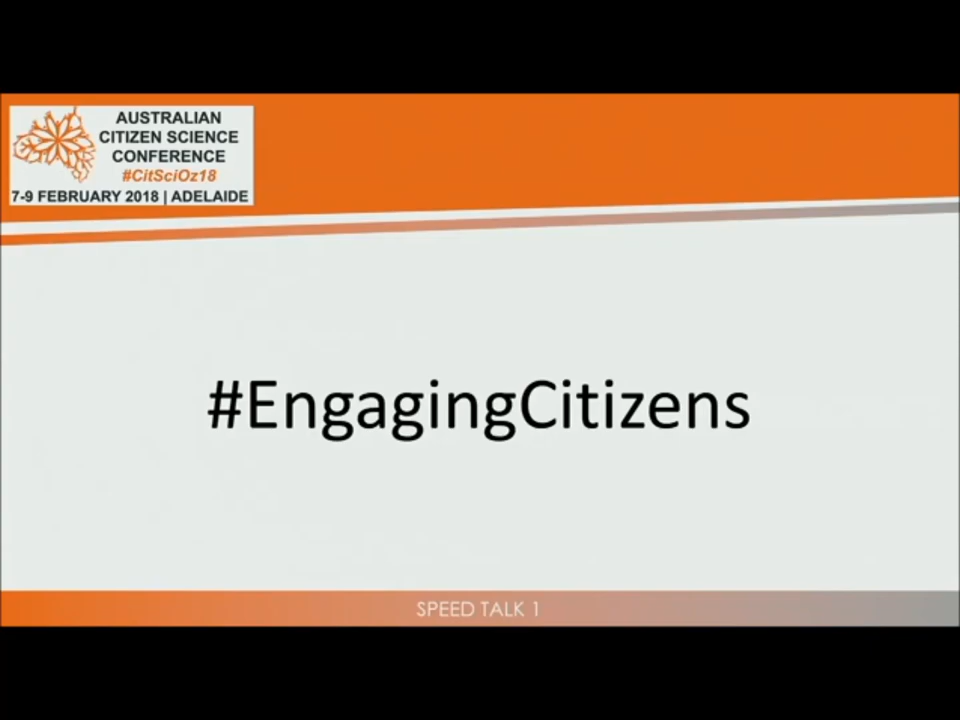 AUSTRALIAN
CITIZEN SCIENCE
CONFERENCE
#CitSciOz18
7-9 FEBRUARY 2018 | ADELAIDE
#EngagingCitizens
SPEED TALK 1